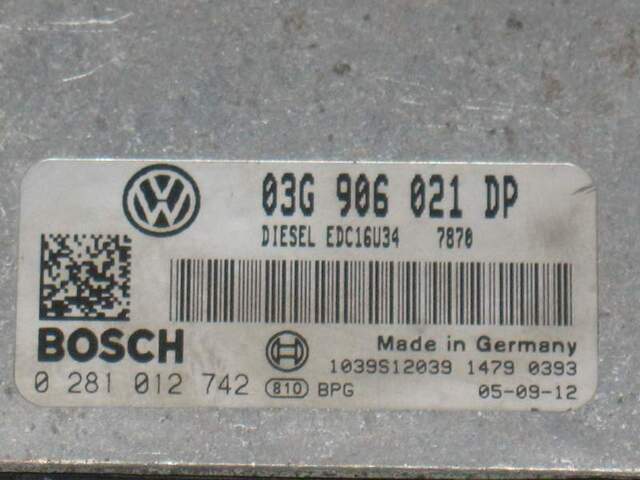 03G 906 021 DP
DIESEL EDC16U34 7870
BOSCH
Made in Germany
1039S12039 1479 0393
0 281 012 742 810 BPG 05-09-12